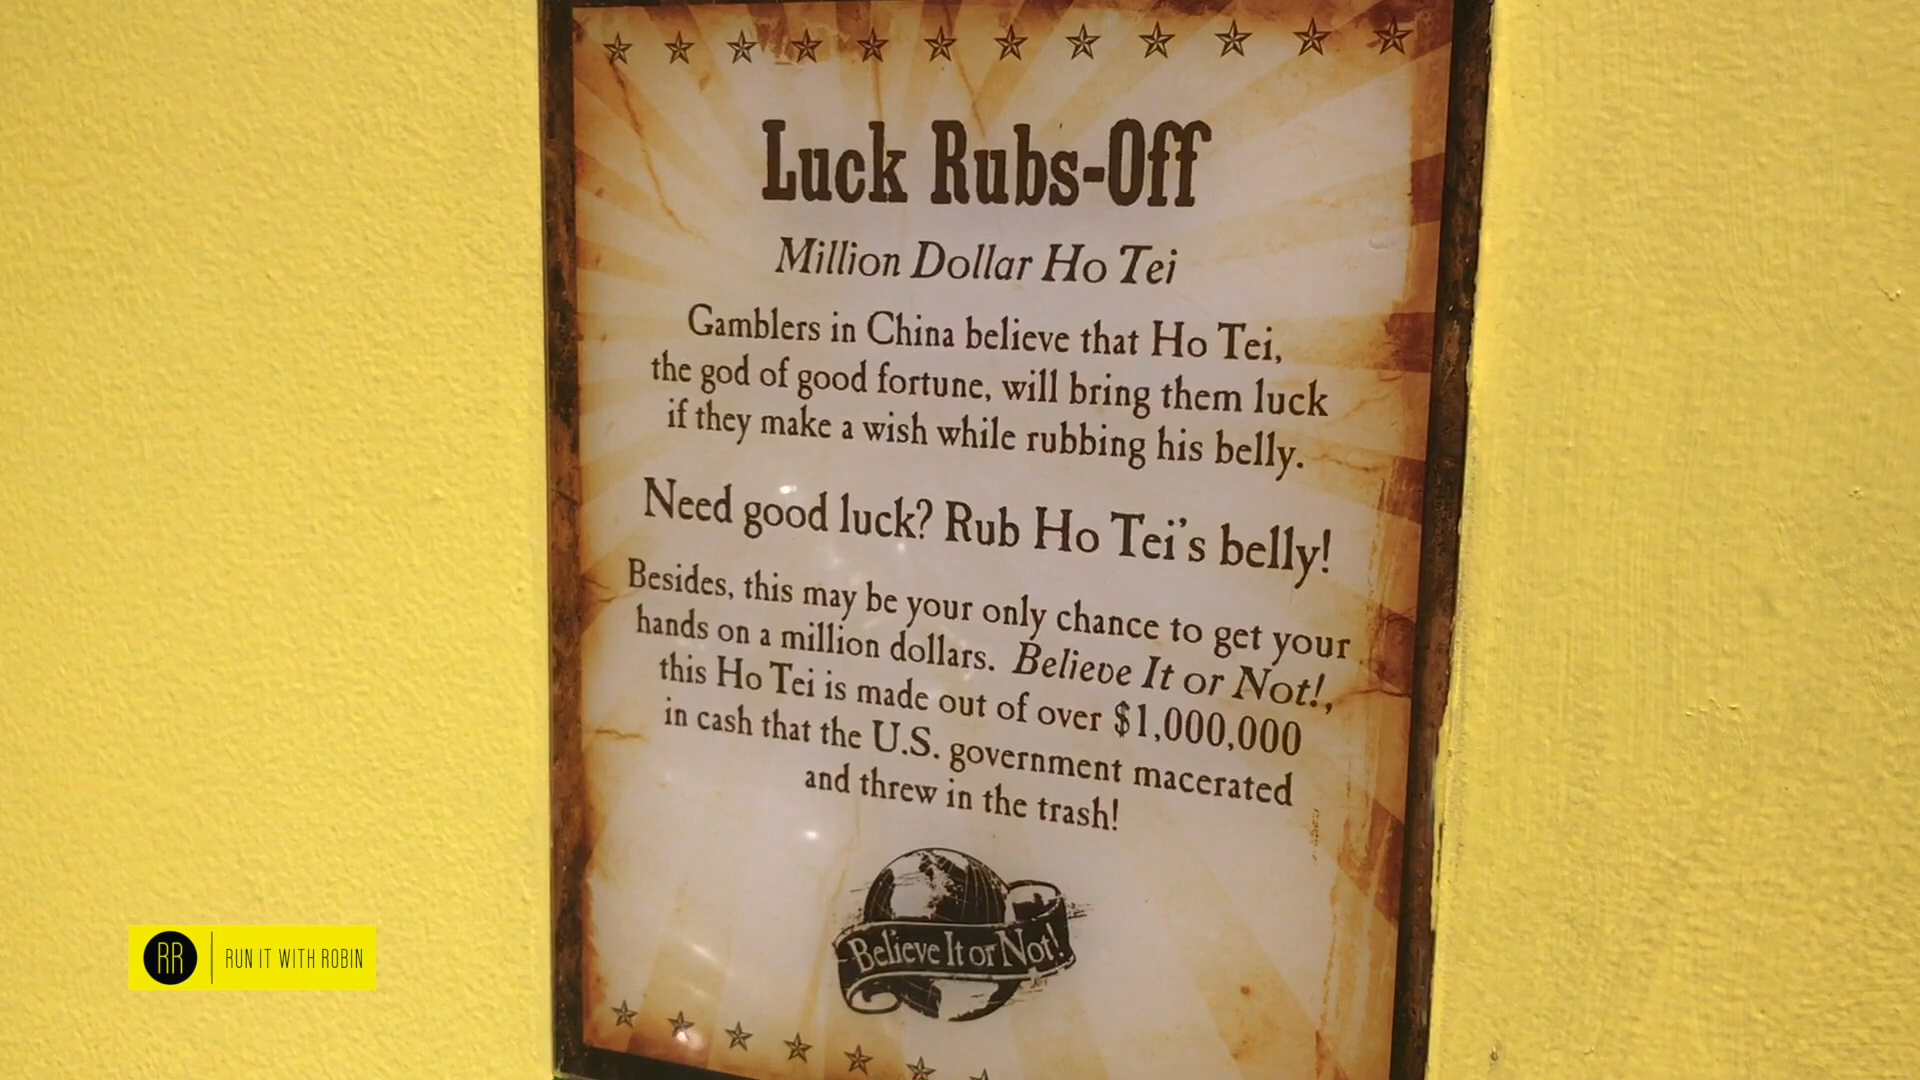 Luck Rubs-Off
Million Dollar Ho Tei
Gamblers in China believe that Ho Tei,
the god of good fortune, will bring them luck
if they make a wish while rubbing his belly.
Need good luck? Rub Ho Tei's belly!
Besides, this may be your only chance to get your
hands on a million dollars. Believe It or Not!,
this Ho Tei is made out of over $1,000,000
in cash that the U.S. government macerated
and threw in the trash!
Believe It or Not!
RR RUN IT WITH ROBIN